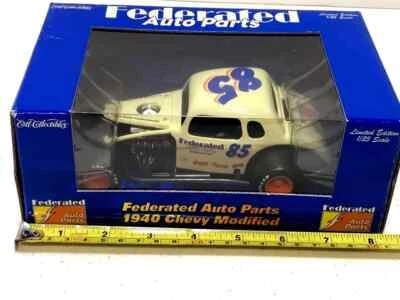 Federated
Auto Parts
Ertl Collectibles
Limited Edition
1:25 Scale
85
Federated
85
Federated Auto Parts
1940 Chevy Modified
Federated
Auto Parts
Federated
Auto Parts
1 2 3 4 5 6 7 8